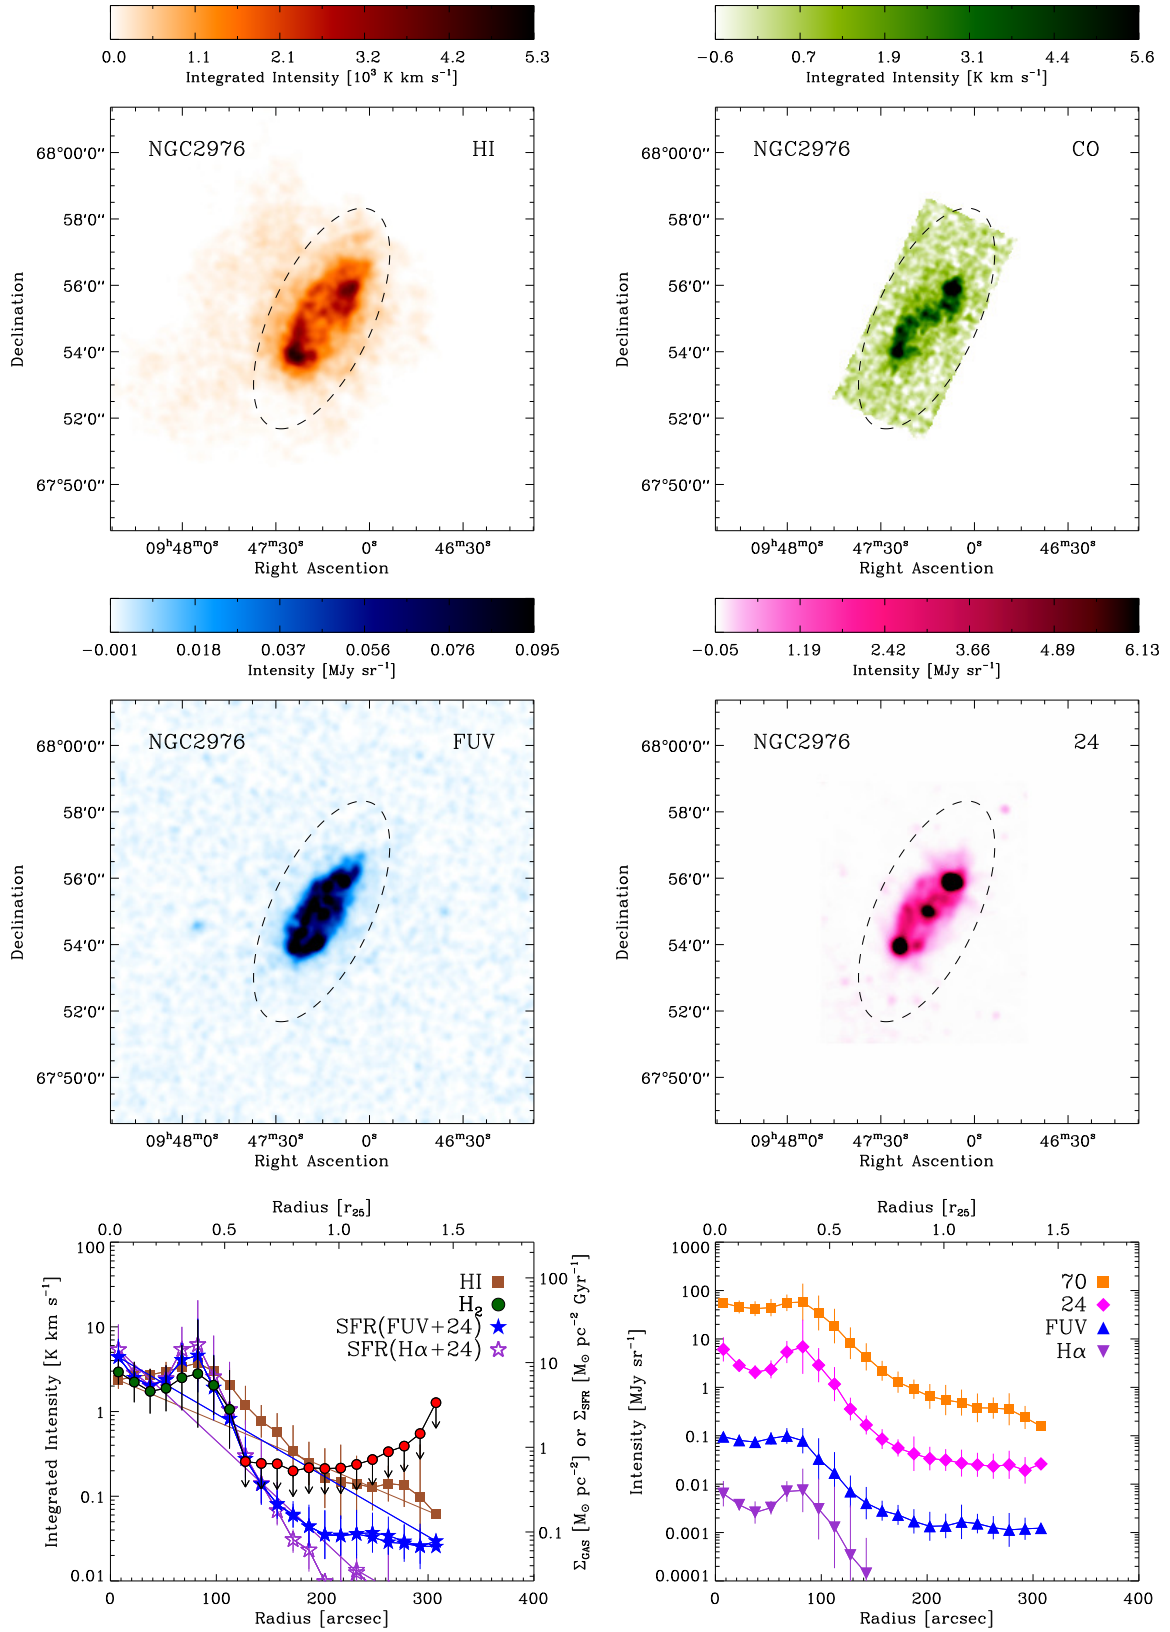 0.0 1.1 2.1 3.2 4.2 5.3
Integrated Intensity [10³ K km s⁻¹]
−0.6 0.7 1.9 3.1 4.4 5.6
Integrated Intensity [K km s⁻¹]
NGC2976 HI
68°00'0"
58'0"
56'0"
54'0"
52'0"
67°50'0"
Declination
09ʰ48ᵐ0ˢ 47ᵐ30ˢ 0ˢ 46ᵐ30ˢ
Right Ascention
NGC2976 CO
68°00'0"
58'0"
56'0"
54'0"
52'0"
67°50'0"
Declination
09ʰ48ᵐ0ˢ 47ᵐ30ˢ 0ˢ 46ᵐ30ˢ
Right Ascention
−0.001 0.018 0.037 0.056 0.076 0.095
Intensity [MJy sr⁻¹]
−0.05 1.19 2.42 3.66 4.89 6.13
Intensity [MJy sr⁻¹]
NGC2976 FUV
68°00'0"
58'0"
56'0"
54'0"
52'0"
67°50'0"
Declination
09ʰ48ᵐ0ˢ 47ᵐ30ˢ 0ˢ 46ᵐ30ˢ
Right Ascention
NGC2976 24
68°00'0"
58'0"
56'0"
54'0"
52'0"
67°50'0"
Declination
09ʰ48ᵐ0ˢ 47ᵐ30ˢ 0ˢ 46ᵐ30ˢ
Right Ascention
Radius [r₂₅]
0.0 0.5 1.0 1.5
100
10
1
0.1
0.01
Integrated Intensity [K km s⁻¹]
HI
H₂
SFR(FUV+24)
SFR(Hα+24)
100
10
1
0.1
Σ_GAS [M⊙ pc⁻²] or Σ_SFR [M⊙ pc⁻² Gyr⁻¹]
0 100 200 300 400
Radius [arcsec]
Radius [r₂₅]
0.0 0.5 1.0 1.5
1000
100
10
1
0.1
0.01
0.001
0.0001
Intensity [MJy sr⁻¹]
70
24
FUV
Hα
0 100 200 300 400
Radius [arcsec]